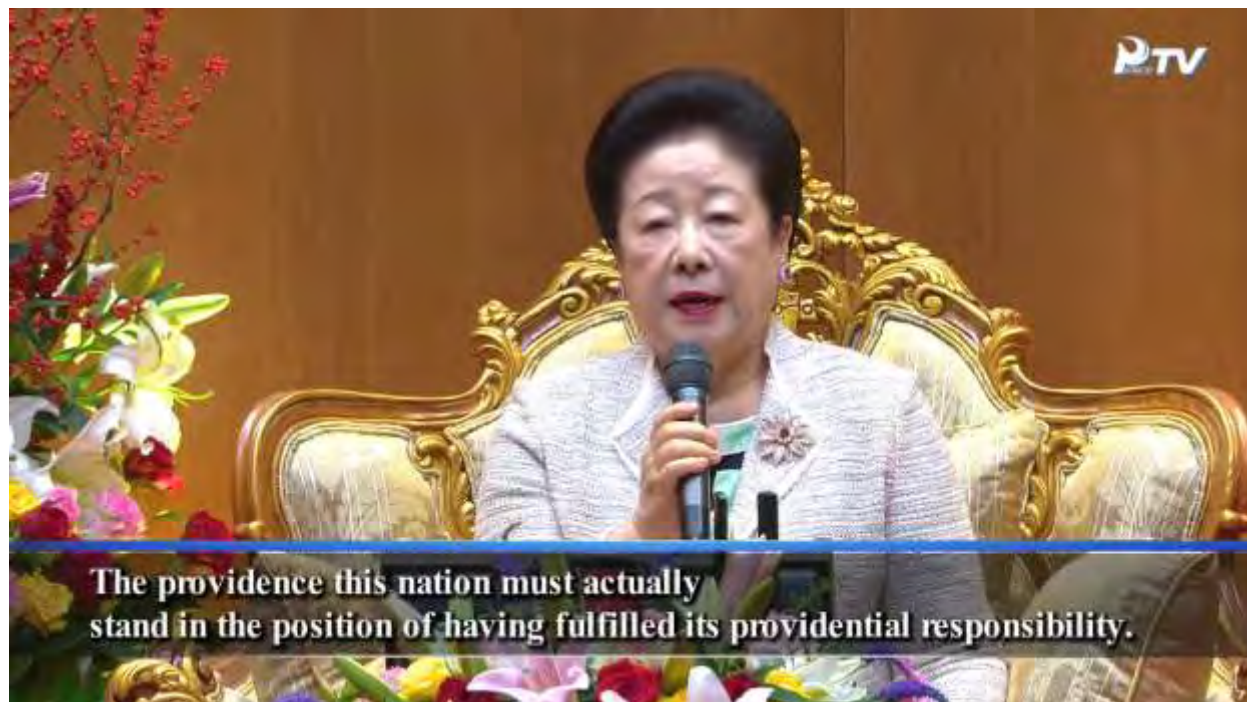 PTV
The providence this nation must actually
stand in the position of having fulfilled its providential responsibility.